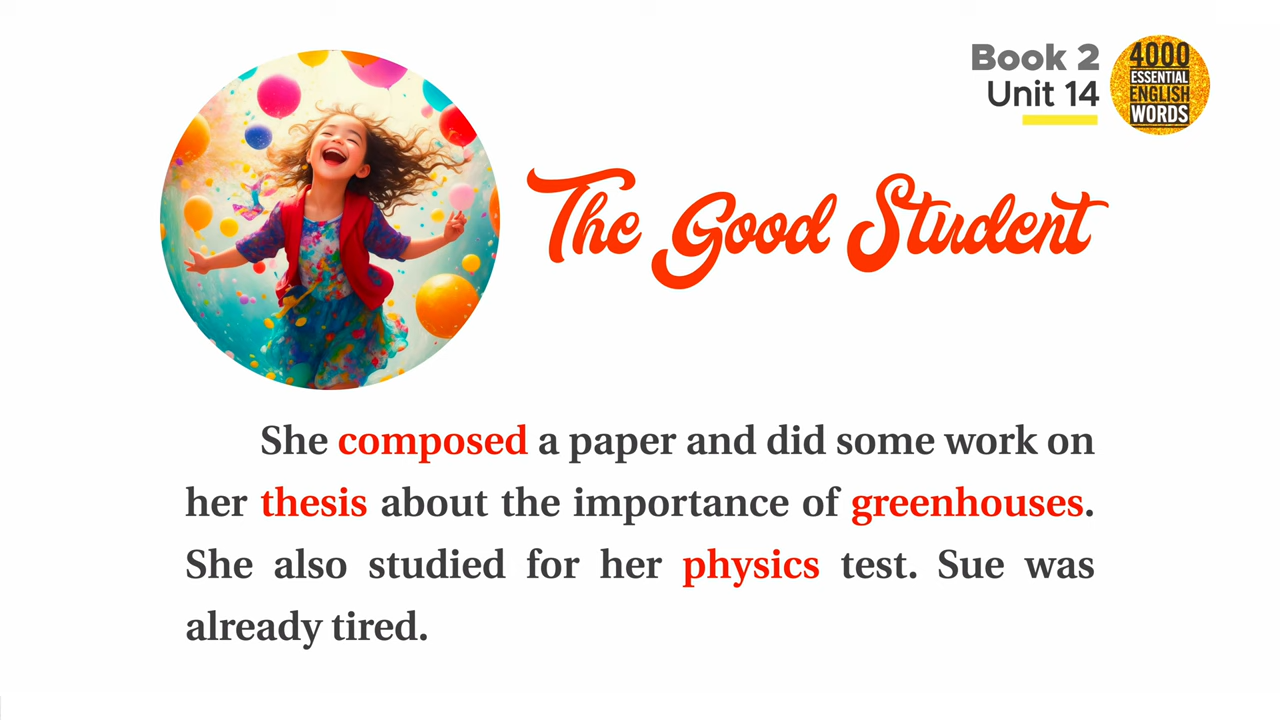 Book 2
Unit 14
4000
ESSENTIAL
ENGLISH
WORDS
The Good Student
She composed a paper and did some work on
her thesis about the importance of greenhouses.
She also studied for her physics test. Sue was
already tired.